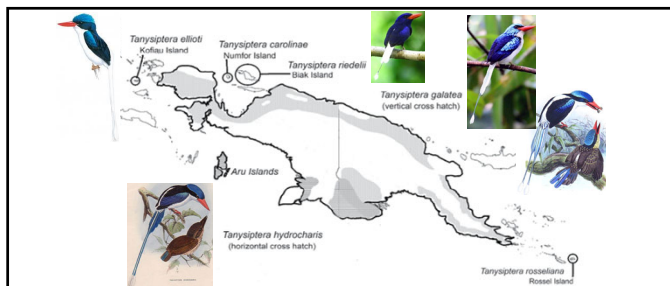 Tanysiptera ellioti
Kofiau Island
Tanysiptera carolinae
Numfor Island
Tanysiptera riedelii
Biak Island
Tanysiptera galatea
(vertical cross hatch)
Aru Islands
Tanysiptera hydrocharis
(horizontal cross hatch)
Tanysiptera rosseliana
Rossel Island